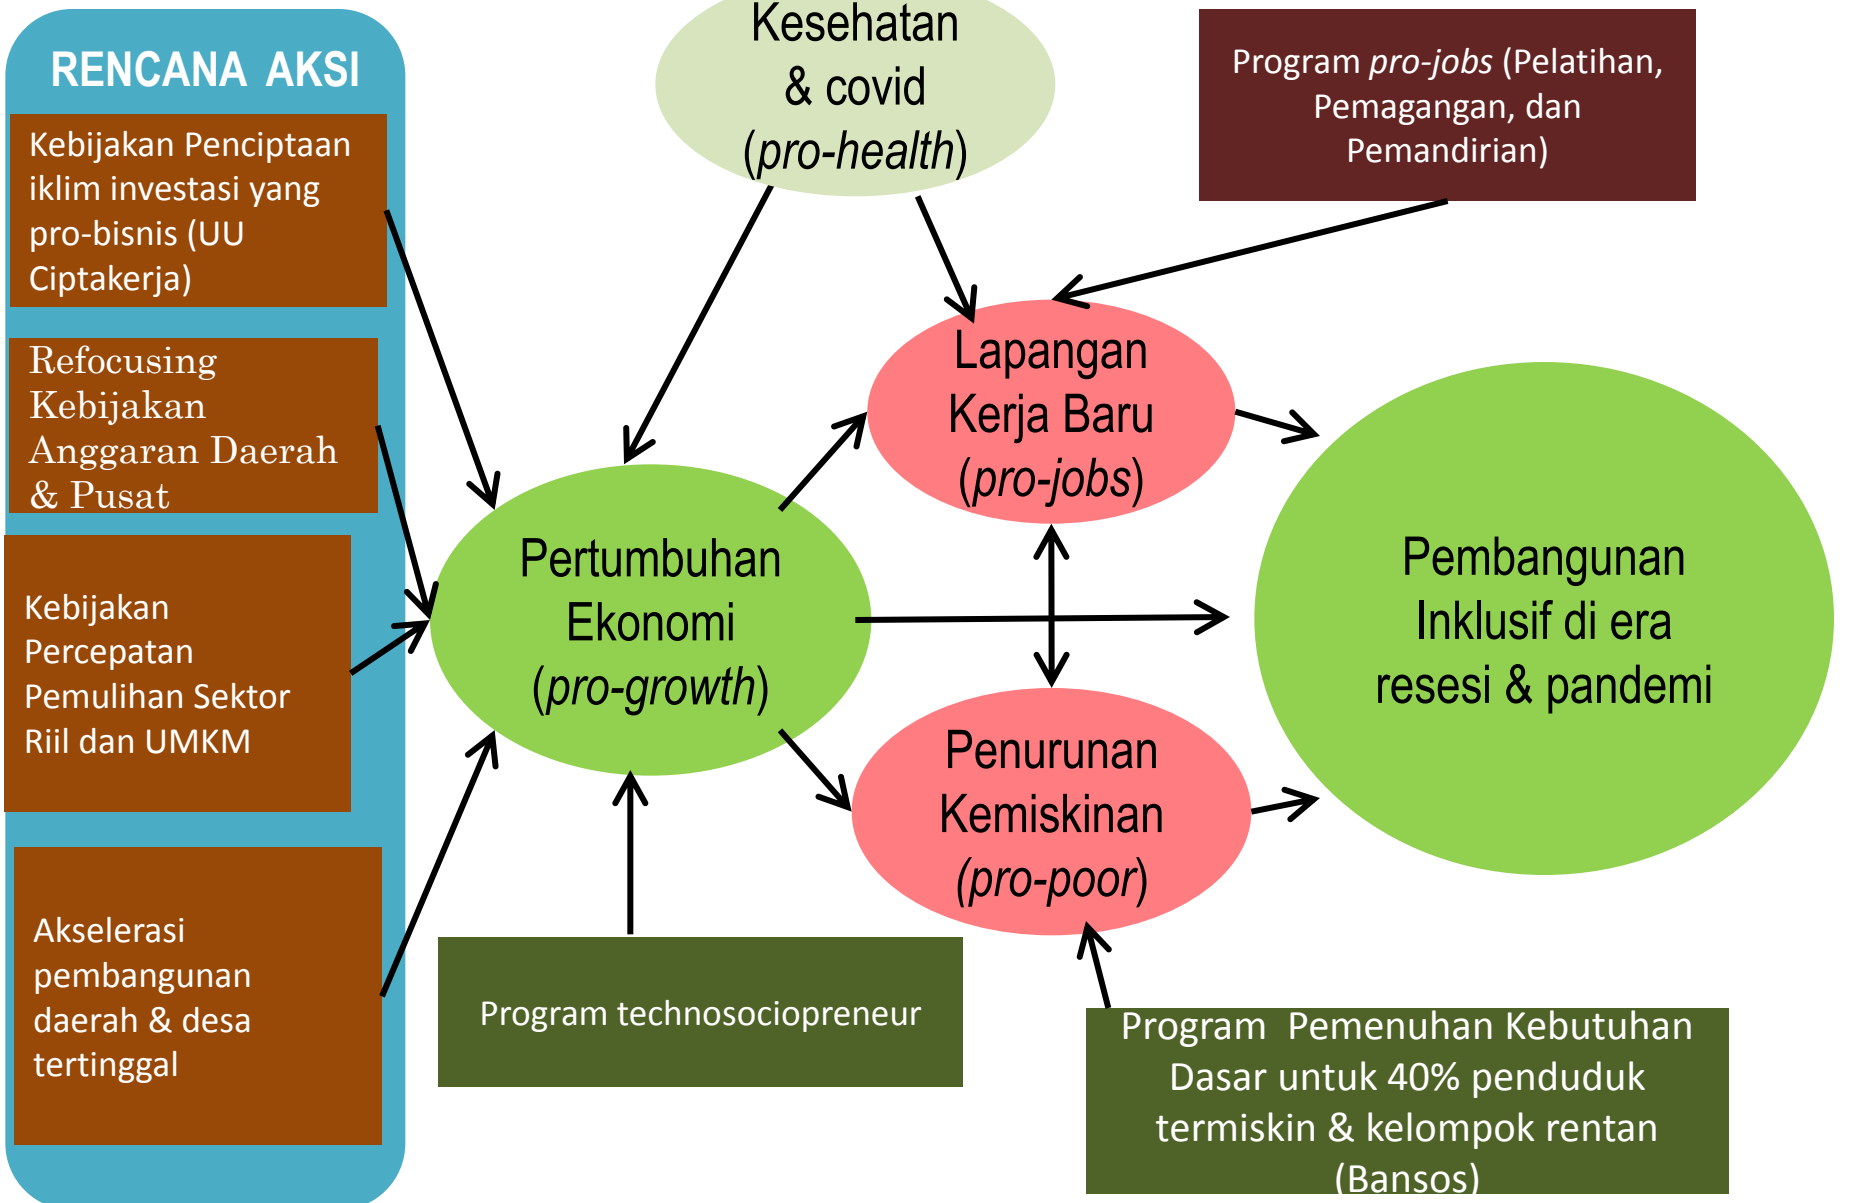 RENCANA AKSI
Kebijakan Penciptaan
iklim investasi yang
pro-bisnis (UU
Ciptakerja)
Refocusing
Kebijakan
Anggaran Daerah
& Pusat
Kebijakan
Percepatan
Pemulihan Sektor
Riil dan UMKM
Akselerasi
pembangunan
daerah & desa
tertinggal
Kesehatan
& covid
(pro-health)
Program pro-jobs (Pelatihan,
Pemagangan, dan
Pemandirian)
Lapangan
Kerja Baru
(pro-jobs)
Pertumbuhan
Ekonomi
(pro-growth)
Pembangunan
Inklusif di era
resesi & pandemi
Penurunan
Kemiskinan
(pro-poor)
Program technosociopreneur
Program Pemenuhan Kebutuhan
Dasar untuk 40% penduduk
termiskin & kelompok rentan
(Bansos)